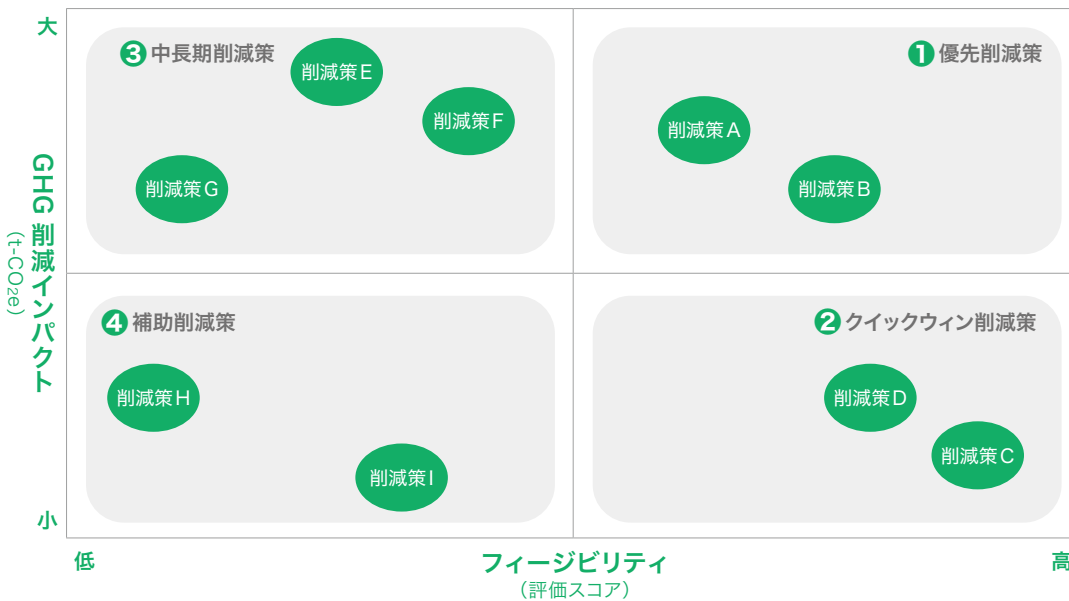 大
GHG 削減インパクト
（t-CO2e）
小
❸ 中長期削減策
削減策E
削減策F
削減策G
❶ 優先削減策
削減策A
削減策B
❹ 補助削減策
削減策H
削減策I
❷ クイックウィン削減策
削減策D
削減策C
低
フィージビリティ
（評価スコア）
高